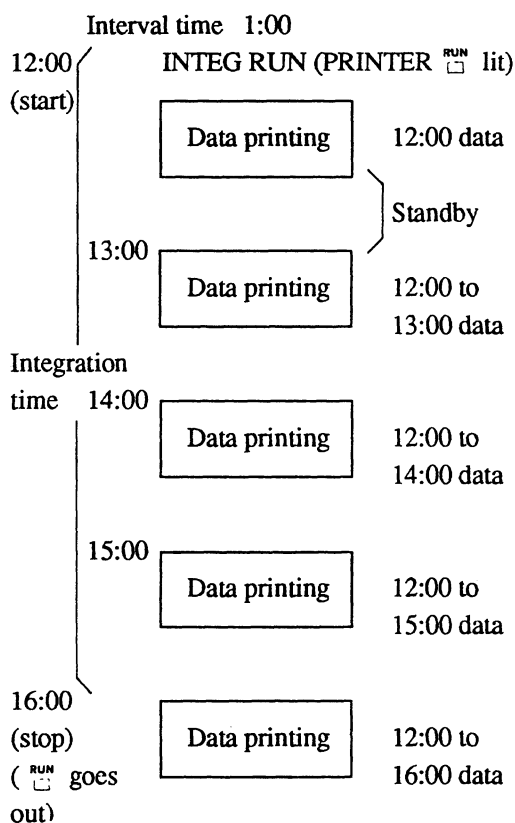 Interval time 1:00
12:00 INTEG RUN (PRINTER RUN lit)
(start)
Data printing 12:00 data
Standby
13:00
Data printing 12:00 to
13:00 data
Integration
time 14:00
Data printing 12:00 to
14:00 data
15:00
Data printing 12:00 to
15:00 data
16:00
(stop) Data printing 12:00 to
( RUN goes 16:00 data
out)